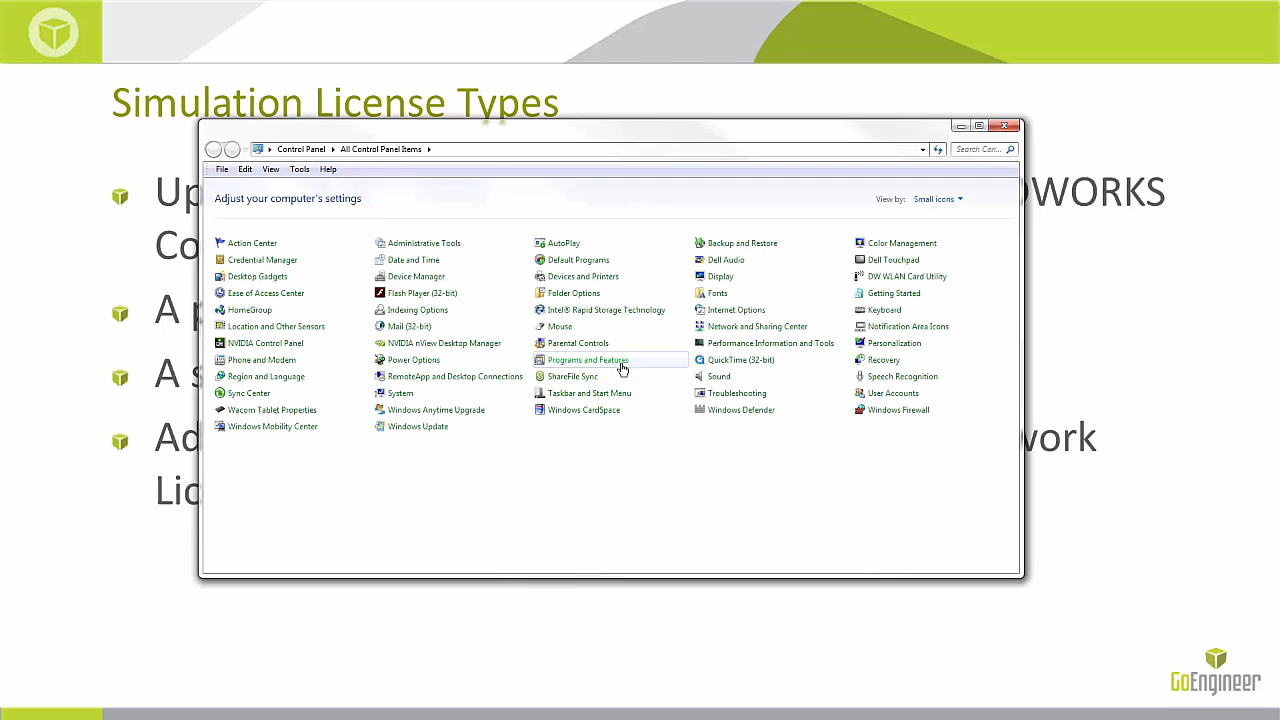 Simulation License Types
Control Panel All Control Panel Items Search Con...
File Edit View Tools Help
Adjust your computer's settings View by: Small icons
Up DWORKS
Co
A p
A s
Ad work
Lic
Action Center Administrative Tools AutoPlay Backup and Restore Color Management
Credential Manager Date and Time Default Programs Dell Audio Dell Touchpad
Desktop Gadgets Device Manager Devices and Printers Display DW WLAN Card Utility
Ease of Access Center Flash Player (32-bit) Folder Options Fonts Getting Started
HomeGroup Indexing Options Intel® Rapid Storage Technology Internet Options Keyboard
Location and Other Sensors Mail (32-bit) Mouse Network and Sharing Center Notification Area Icons
NVIDIA Control Panel NVIDIA nView Desktop Manager Parental Controls Performance Information and Tools Personalization
Phone and Modem Power Options Programs and Features QuickTime (32-bit) Recovery
Region and Language RemoteApp and Desktop Connections ShareFile Sync Sound Speech Recognition
Sync Center System Taskbar and Start Menu Troubleshooting User Accounts
Wacom Tablet Properties Windows Anytime Upgrade Windows CardSpace Windows Defender Windows Firewall
Windows Mobility Center Windows Update
GoEngineer